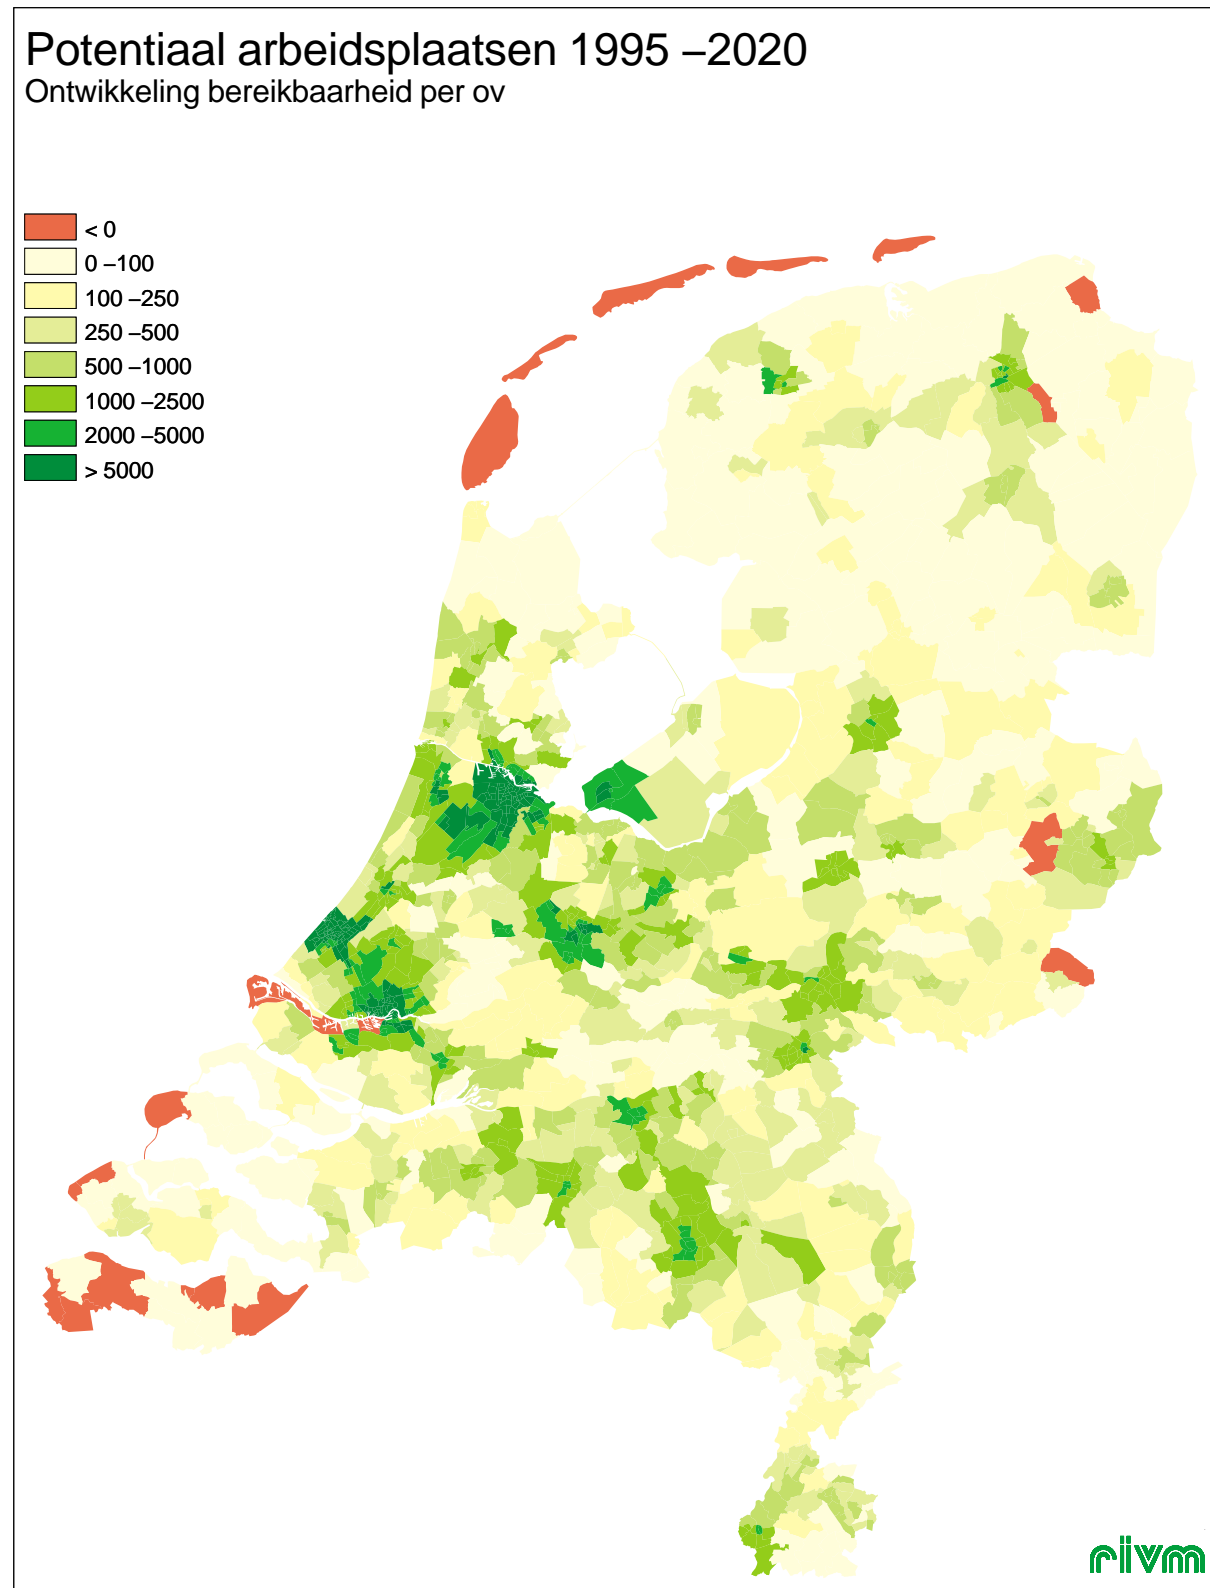 Potentiaal arbeidsplaatsen 1995 –2020
Ontwikkeling bereikbaarheid per ov
< 0
0 –100
100 –250
250 –500
500 –1000
1000 –2500
2000 –5000
> 5000
rivm